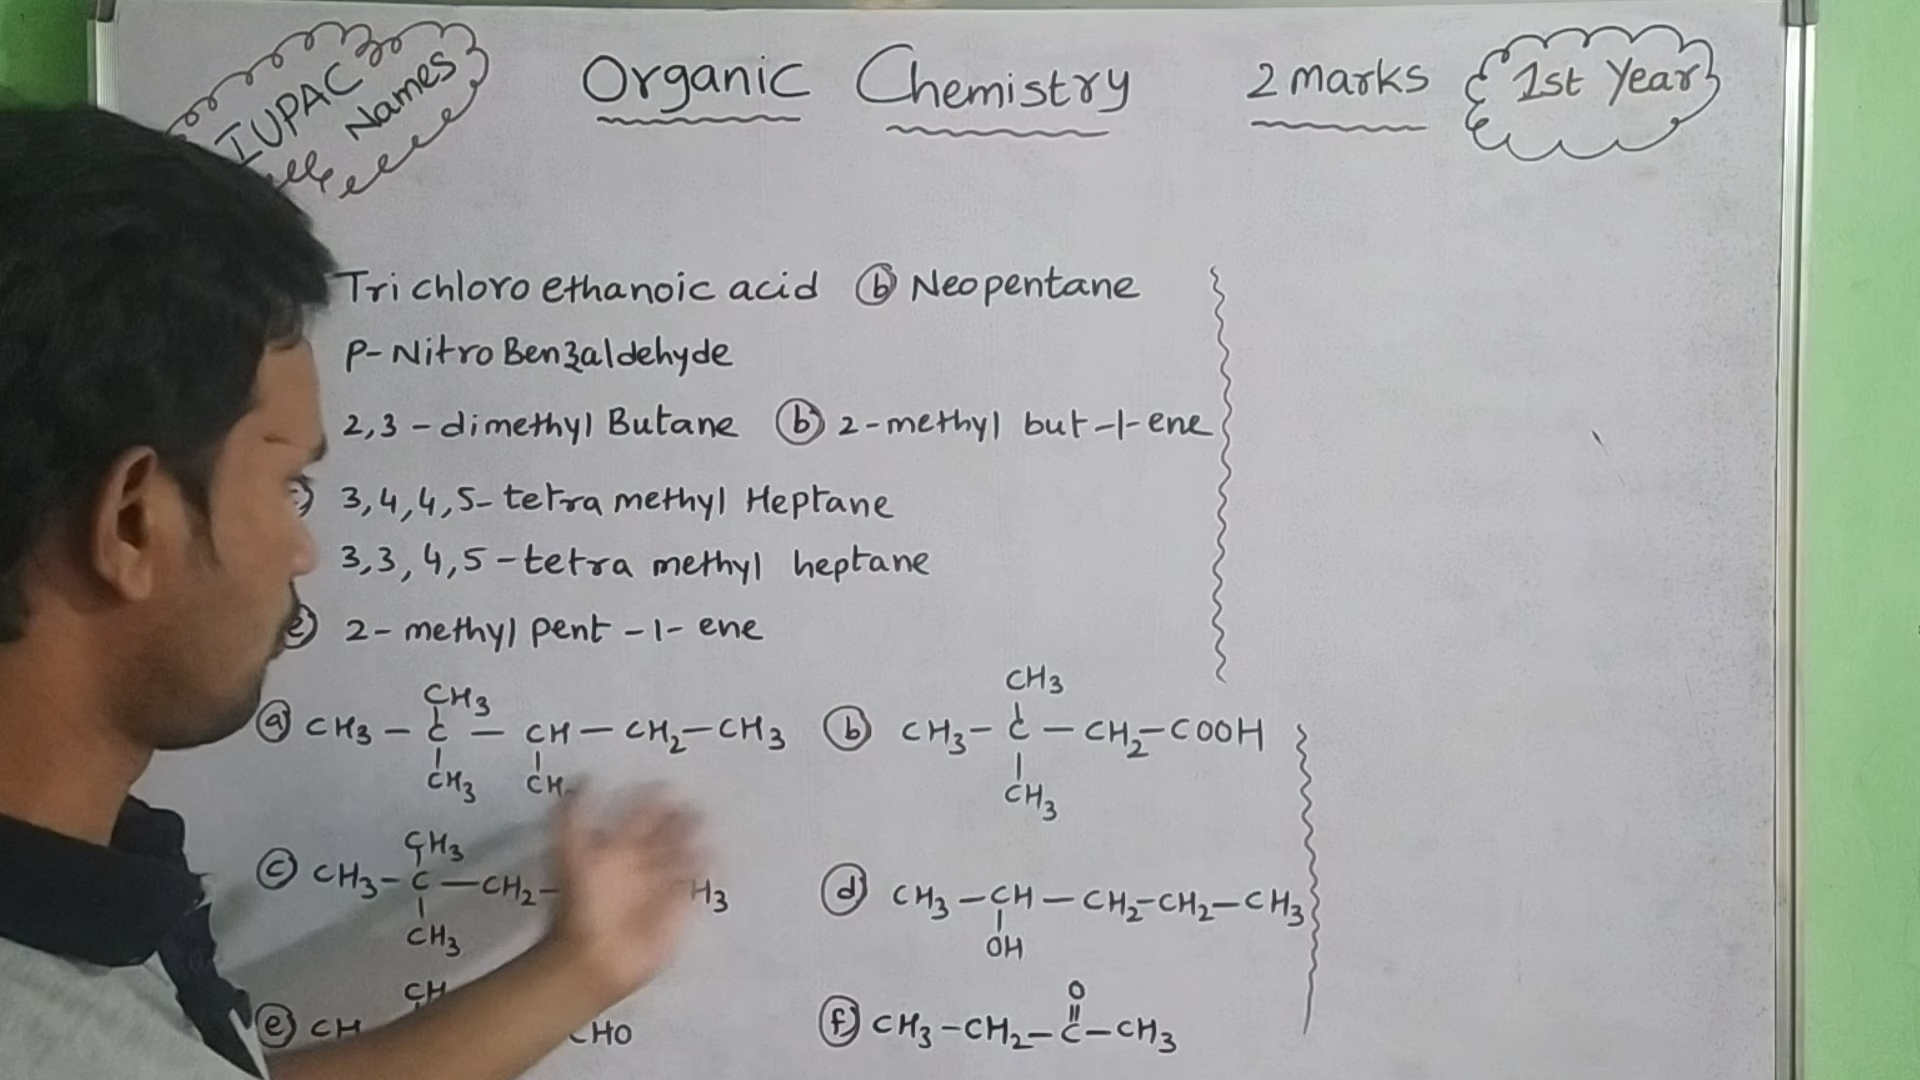 IUPAC Names
Organic Chemistry 2 marks 1st Year
Tri chloro ethanoic acid ⓑ Neopentane
P-Nitro Benzaldehyde
2,3-dimethyl Butane ⓑ 2-methyl but-1-ene
3,4,4,5-tetra methyl Heptane
3,3,4,5-tetra methyl heptane
ⓔ 2-methyl pent-1-ene
CH3 CH3
ⓐ CH3-C-CH-CH2-CH3 ⓑ CH3-C-CH2-COOH
CH3 CH CH3
CH3
ⓒ CH3-C-CH2- H3 ⓓ CH3-CH-CH2-CH2-CH3
CH3 OH
CH O
ⓔ CH CHO ⓕ CH3-CH2-C-CH3